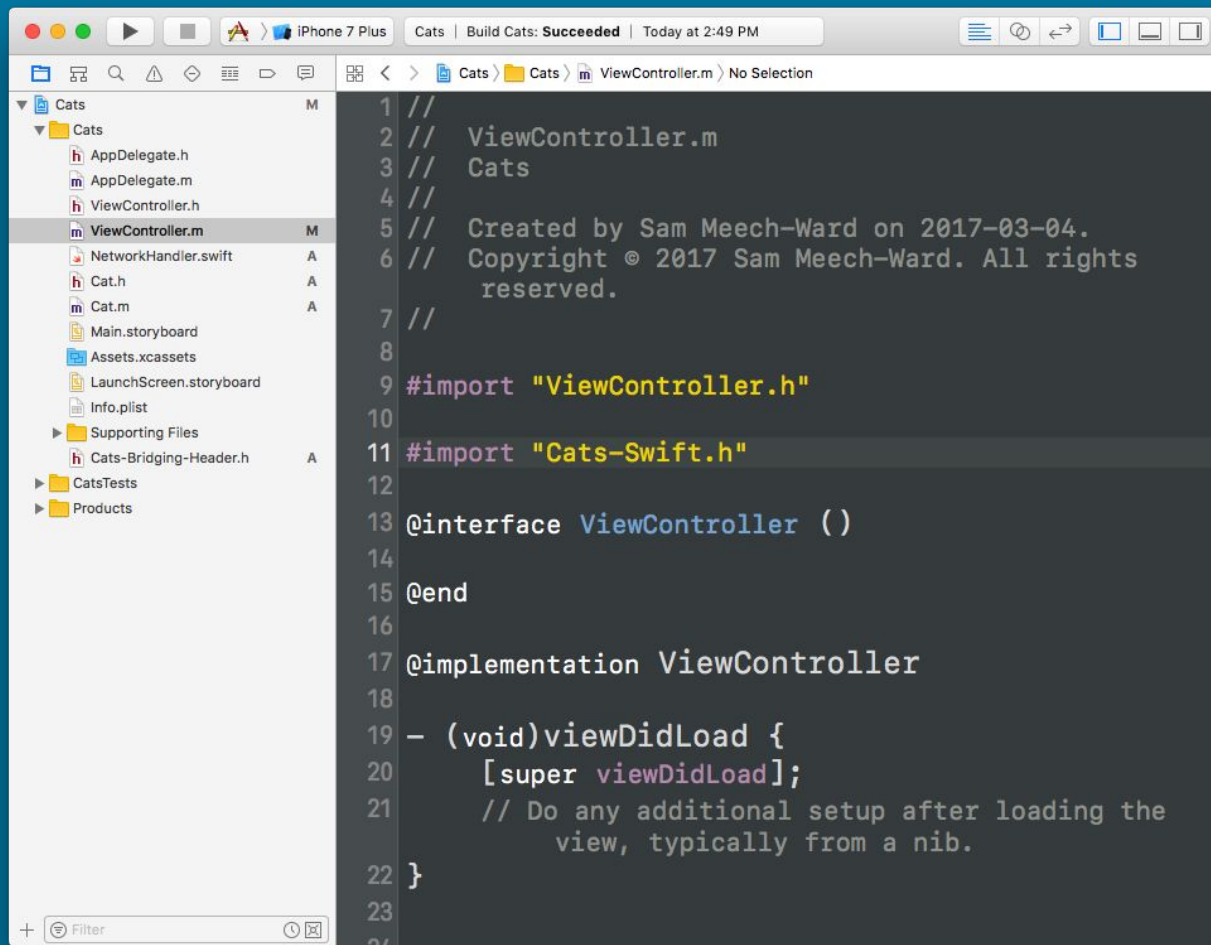 iPhone 7 Plus
Cats | Build Cats: Succeeded | Today at 2:49 PM
Cats
Cats
ViewController.m
No Selection
Cats M
Cats
h AppDelegate.h
m AppDelegate.m
h ViewController.h
m ViewController.m M
NetworkHandler.swift A
h Cat.h A
m Cat.m A
Main.storyboard
Assets.xcassets
LaunchScreen.storyboard
Info.plist
Supporting Files
h Cats-Bridging-Header.h A
CatsTests
Products
Filter
1 //
2 //  ViewController.m
3 //  Cats
4 //
5 //  Created by Sam Meech-Ward on 2017-03-04.
6 //  Copyright © 2017 Sam Meech-Ward. All rights
reserved.
7 //
8
9 #import "ViewController.h"
10
11 #import "Cats-Swift.h"
12
13 @interface ViewController ()
14
15 @end
16
17 @implementation ViewController
18
19 - (void)viewDidLoad {
20     [super viewDidLoad];
21     // Do any additional setup after loading the
view, typically from a nib.
22 }
23